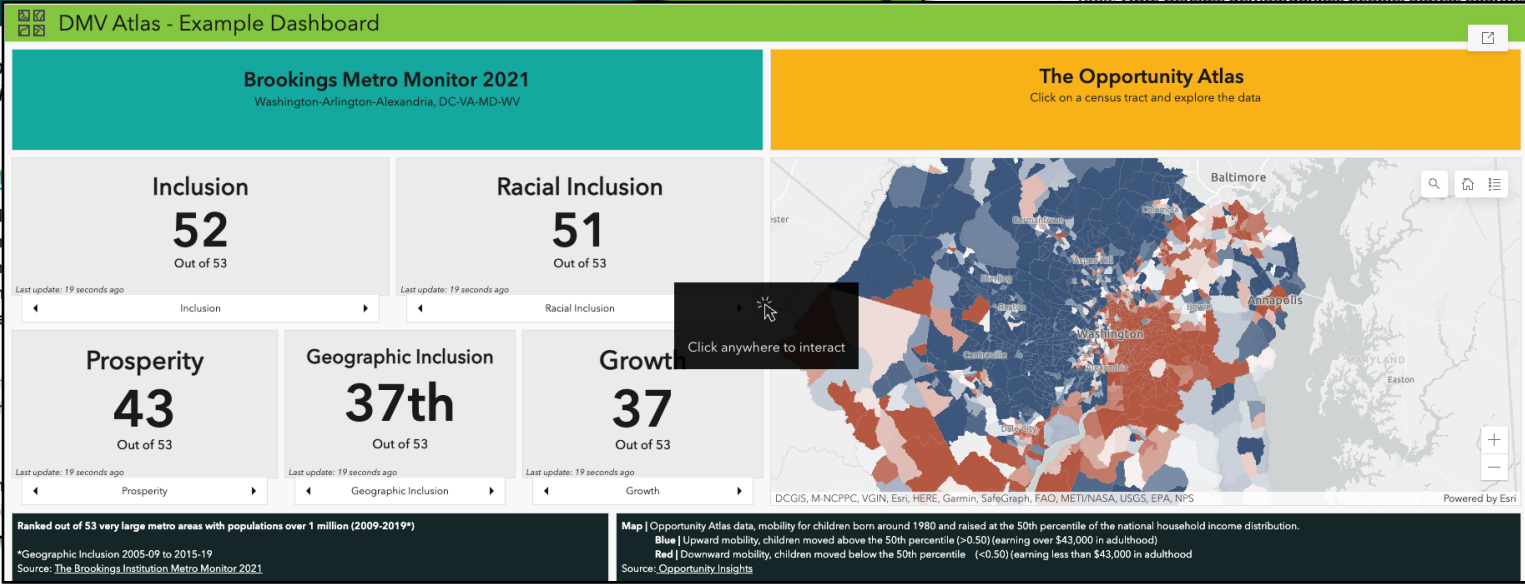 DMV Atlas - Example Dashboard
Brookings Metro Monitor 2021
Washington-Arlington-Alexandria, DC-VA-MD-WV
The Opportunity Atlas
Click on a census tract and explore the data
Inclusion
52
Out of 53
Last update: 19 seconds ago
Inclusion
Racial Inclusion
51
Out of 53
Last update: 19 seconds ago
Racial Inclusion
Prosperity
43
Out of 53
Last update: 19 seconds ago
Prosperity
Geographic Inclusion
37th
Out of 53
Last update: 19 seconds ago
Geographic Inclusion
Growth
37
Out of 53
Last update: 19 seconds ago
Growth
Click anywhere to interact
Baltimore
Columbia
Germantown
Aspen Hill
Sterling
Reston
Bowie
Annapolis
Washington
Centreville
Alexandria
MARYLAND
Easton
Dale City
DCGIS, M-NCPPC, VGIN, Esri, HERE, Garmin, SafeGraph, FAO, METI/NASA, USGS, EPA, NPS
Powered by Esri
Ranked out of 53 very large metro areas with populations over 1 million (2009-2019*)
*Geographic Inclusion 2005-09 to 2015-19
Source: The Brookings Institution Metro Monitor 2021
Map | Opportunity Atlas data, mobility for children born around 1980 and raised at the 50th percentile of the national household income distribution.
Blue | Upward mobility, children moved above the 50th percentile (>0.50) (earning over $43,000 in adulthood)
Red | Downward mobility, children moved below the 50th percentile (<0.50) (earning less than $43,000 in adulthood
Source: Opportunity Insights